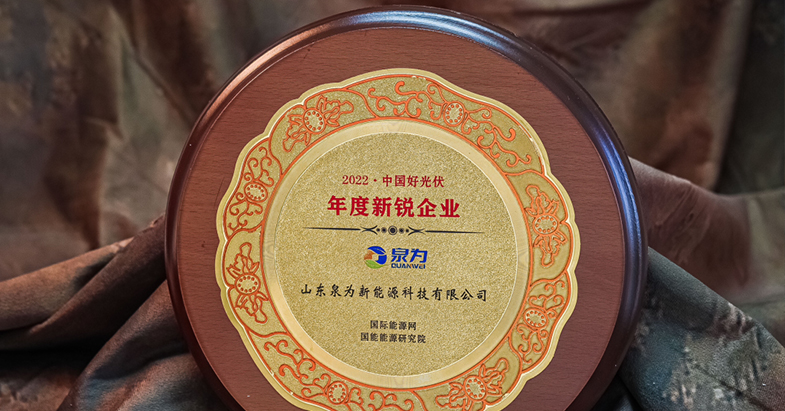 2022·中国好光伏
年度新锐企业
泉为
QUANWEI
山东泉为新能源科技有限公司
国际能源网
国能能源研究院